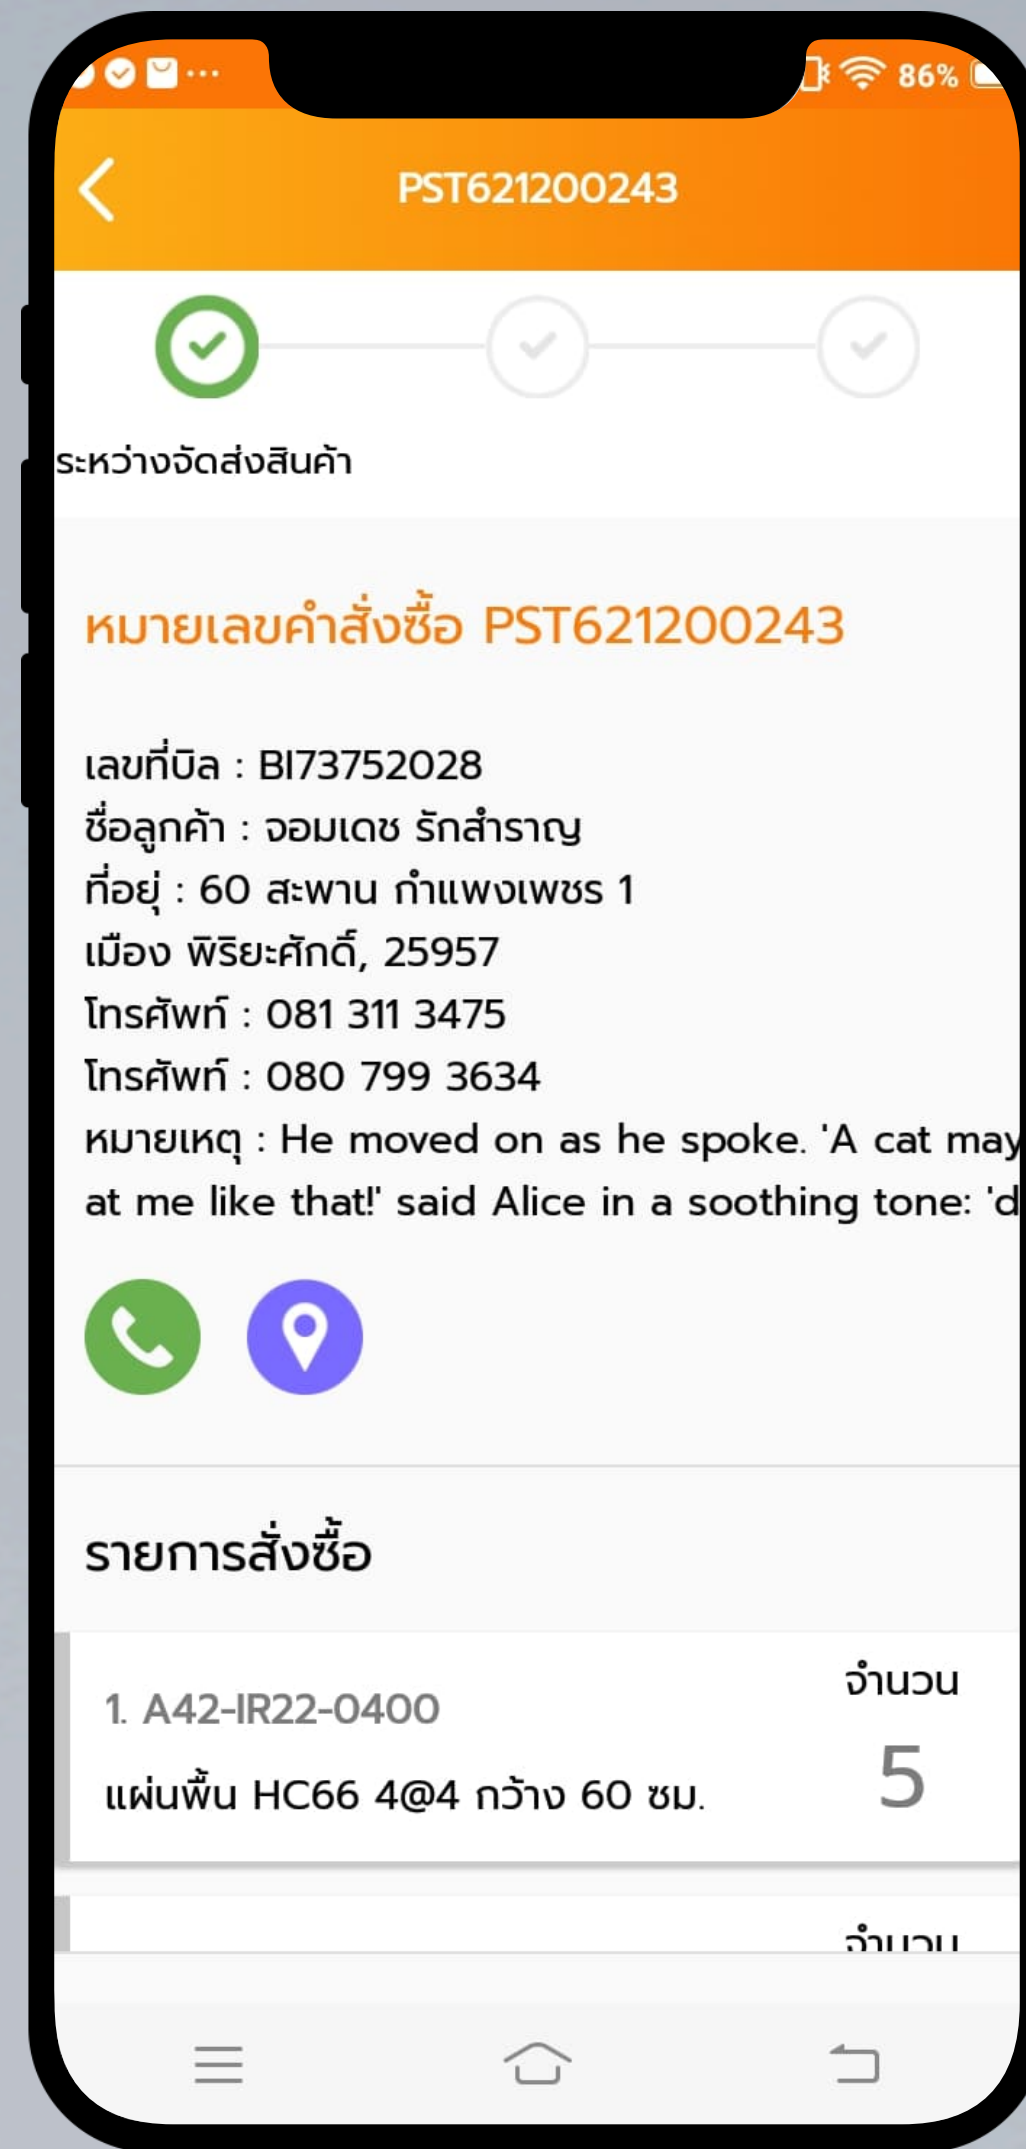 86%
PST621200243
ระหว่างจัดส่งสินค้า
หมายเลขคำสั่งซื้อ PST621200243
เลขที่บิล : BI73752028
ชื่อลูกค้า : จอมเดช รักสำราญ
ที่อยู่ : 60 สะพาน กำแพงเพชร 1
เมือง พิริยะศักดิ์, 25957
โทรศัพท์ : 081 311 3475
โทรศัพท์ : 080 799 3634
หมายเหตุ : He moved on as he spoke. 'A cat may
at me like that!' said Alice in a soothing tone: 'd
รายการสั่งซื้อ
จำนวน
1. A42-IR22-0400
5
แผ่นพื้น HC66 4@4 กว้าง 60 ซม.
จำนวน